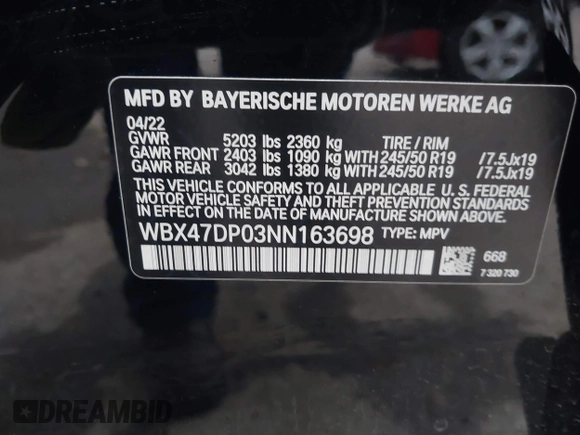 MFD BY BAYERISCHE MOTOREN WERKE AG
04/22
GVWR 5203 lbs 2360 kg TIRE / RIM
GAWR FRONT 2403 lbs 1090 kg WITH 245/50 R19 /7.5Jx19
GAWR REAR 3042 lbs 1380 kg WITH 245/50 R19 /7.5Jx19
THIS VEHICLE CONFORMS TO ALL APPLICABLE U. S. FEDERAL
MOTOR VEHICLE SAFETY AND THEFT PREVENTION STANDARDS
IN EFFECT ON THE DATE OF MANUFACTURE SHOWN ABOVE.
WBX47DP03NN163698 TYPE: MPV
668
7 320 730
DREAMBID